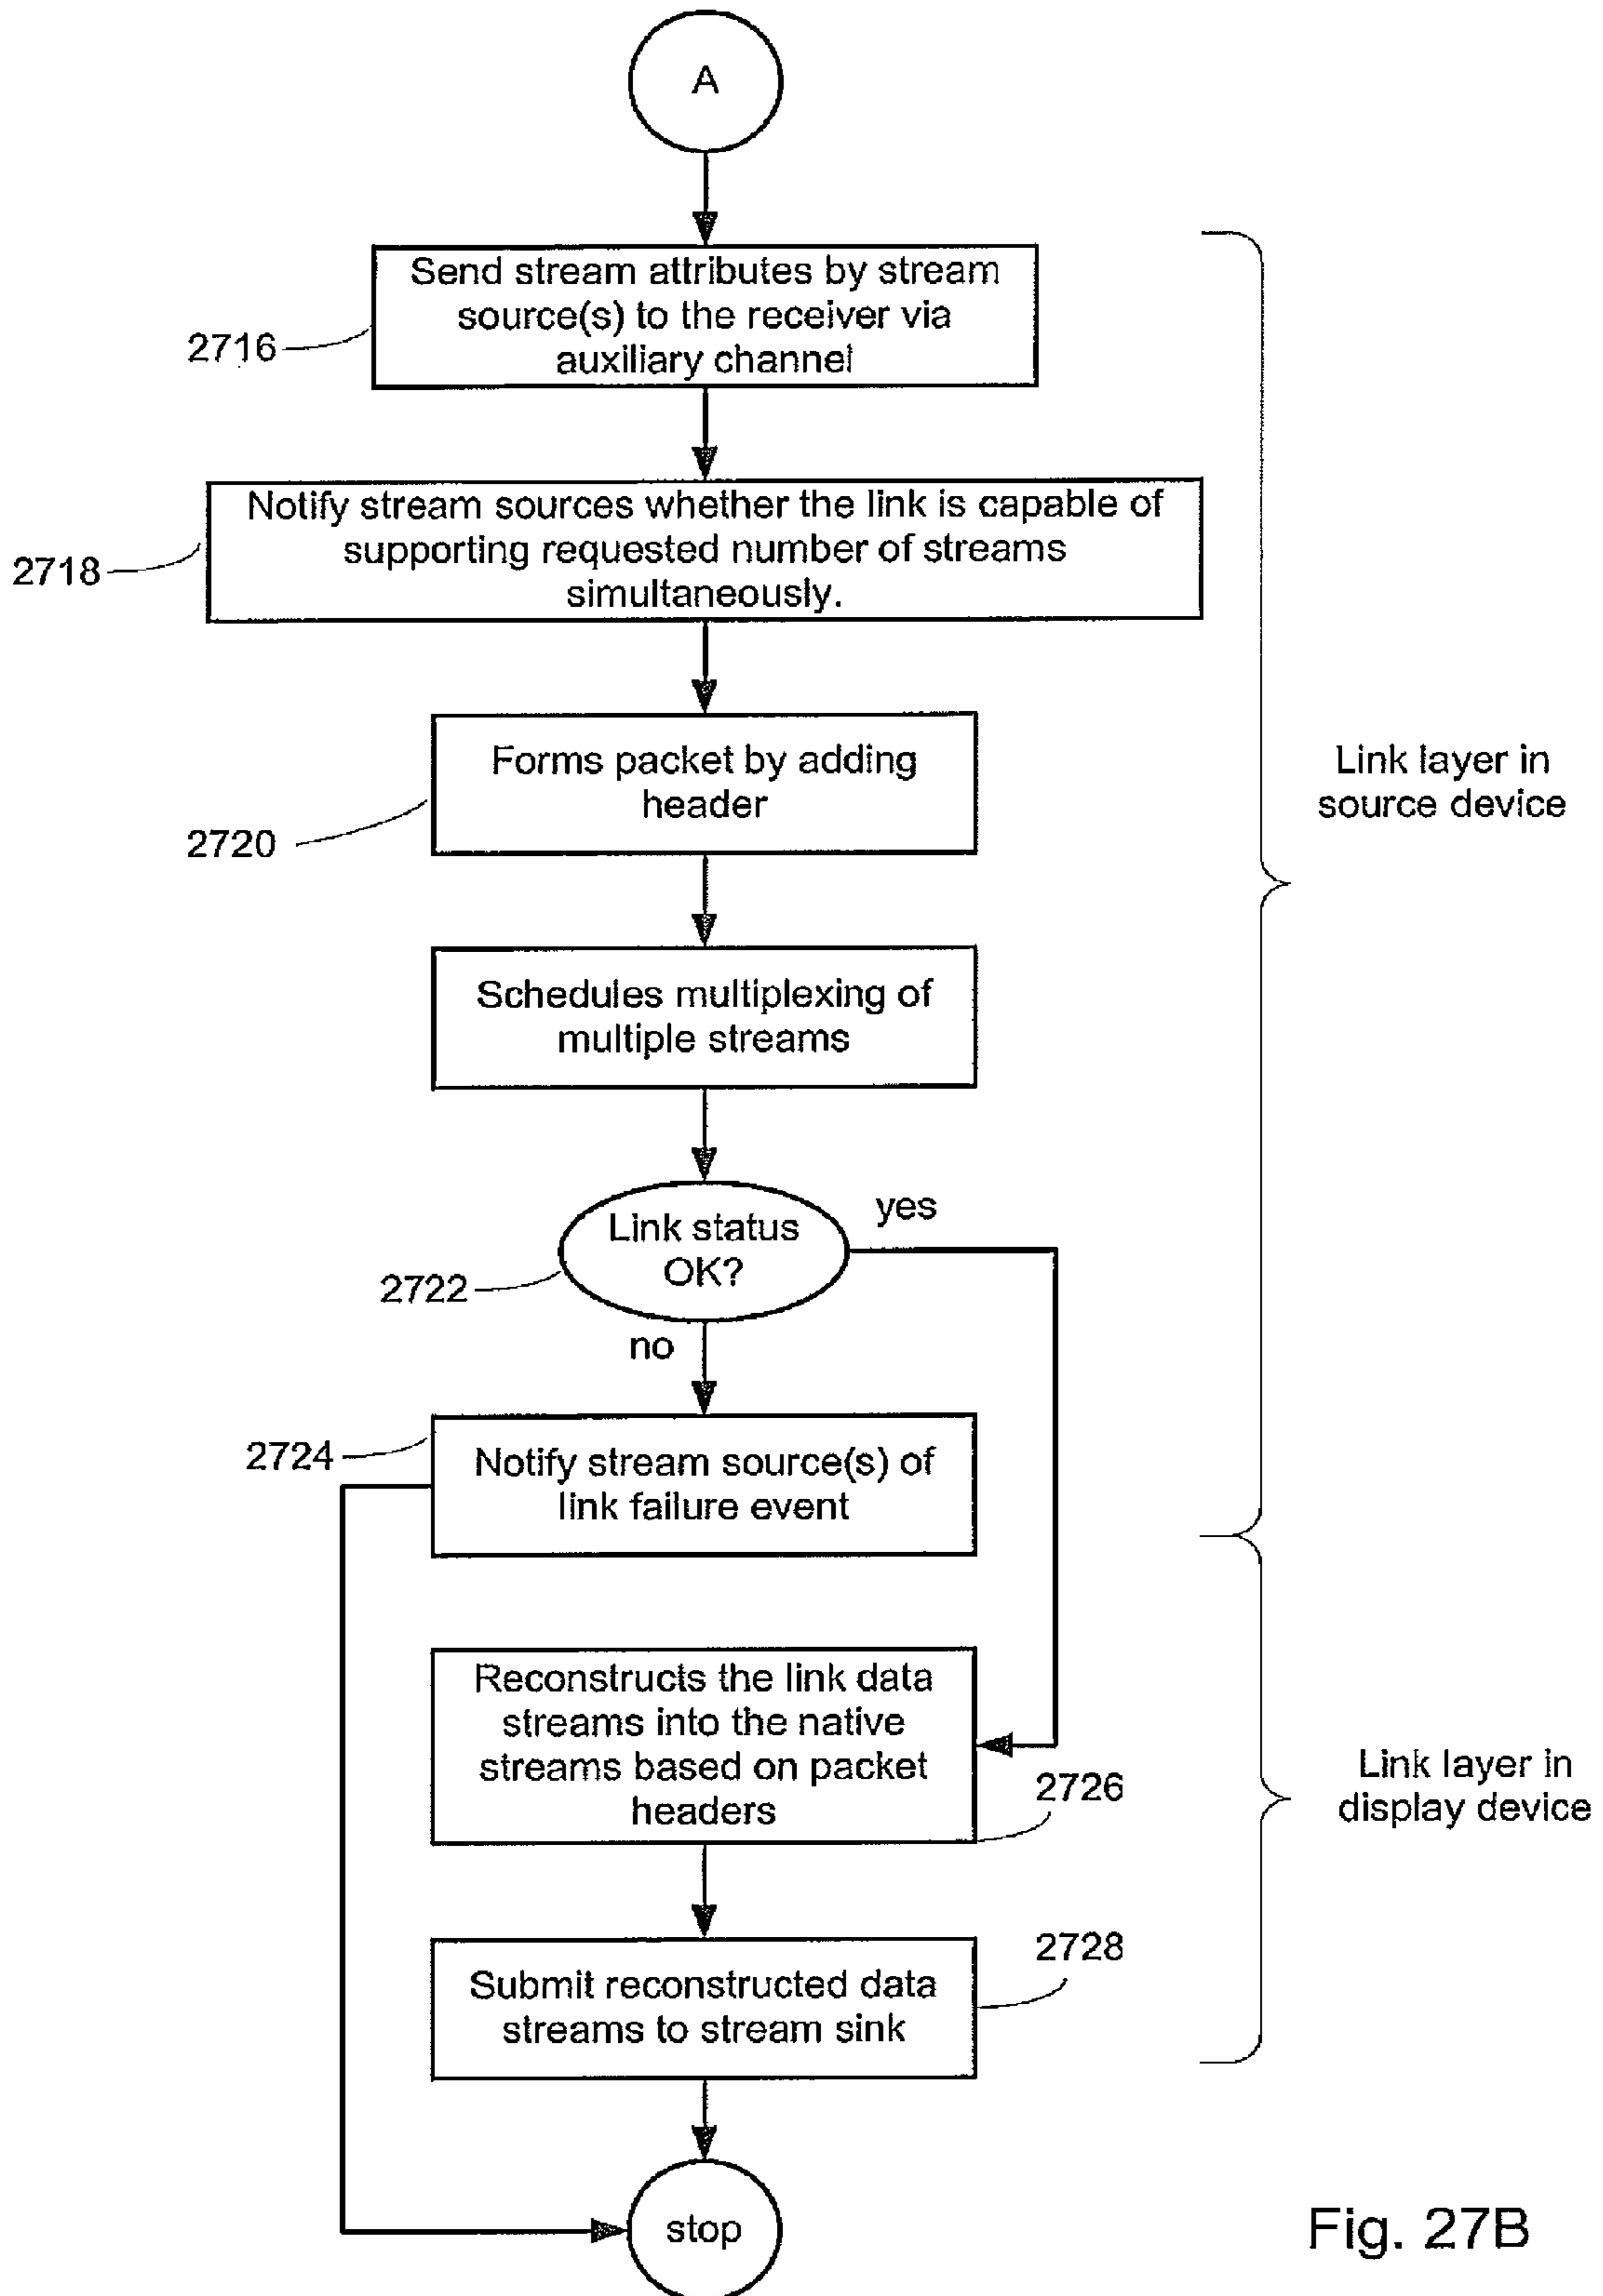 A
Send stream attributes by stream
source(s) to the receiver via
auxiliary channel
2716
Notify stream sources whether the link is capable of
supporting requested number of streams
simultaneously.
2718
Forms packet by adding
header
2720
Link layer in
source device
Schedules multiplexing of
multiple streams
Link status
OK?
yes
2722
no
2724
Notify stream source(s) of
link failure event
Reconstructs the link data
streams into the native
streams based on packet
headers
2726
Link layer in
display device
2728
Submit reconstructed data
streams to stream sink
stop
Fig. 27B